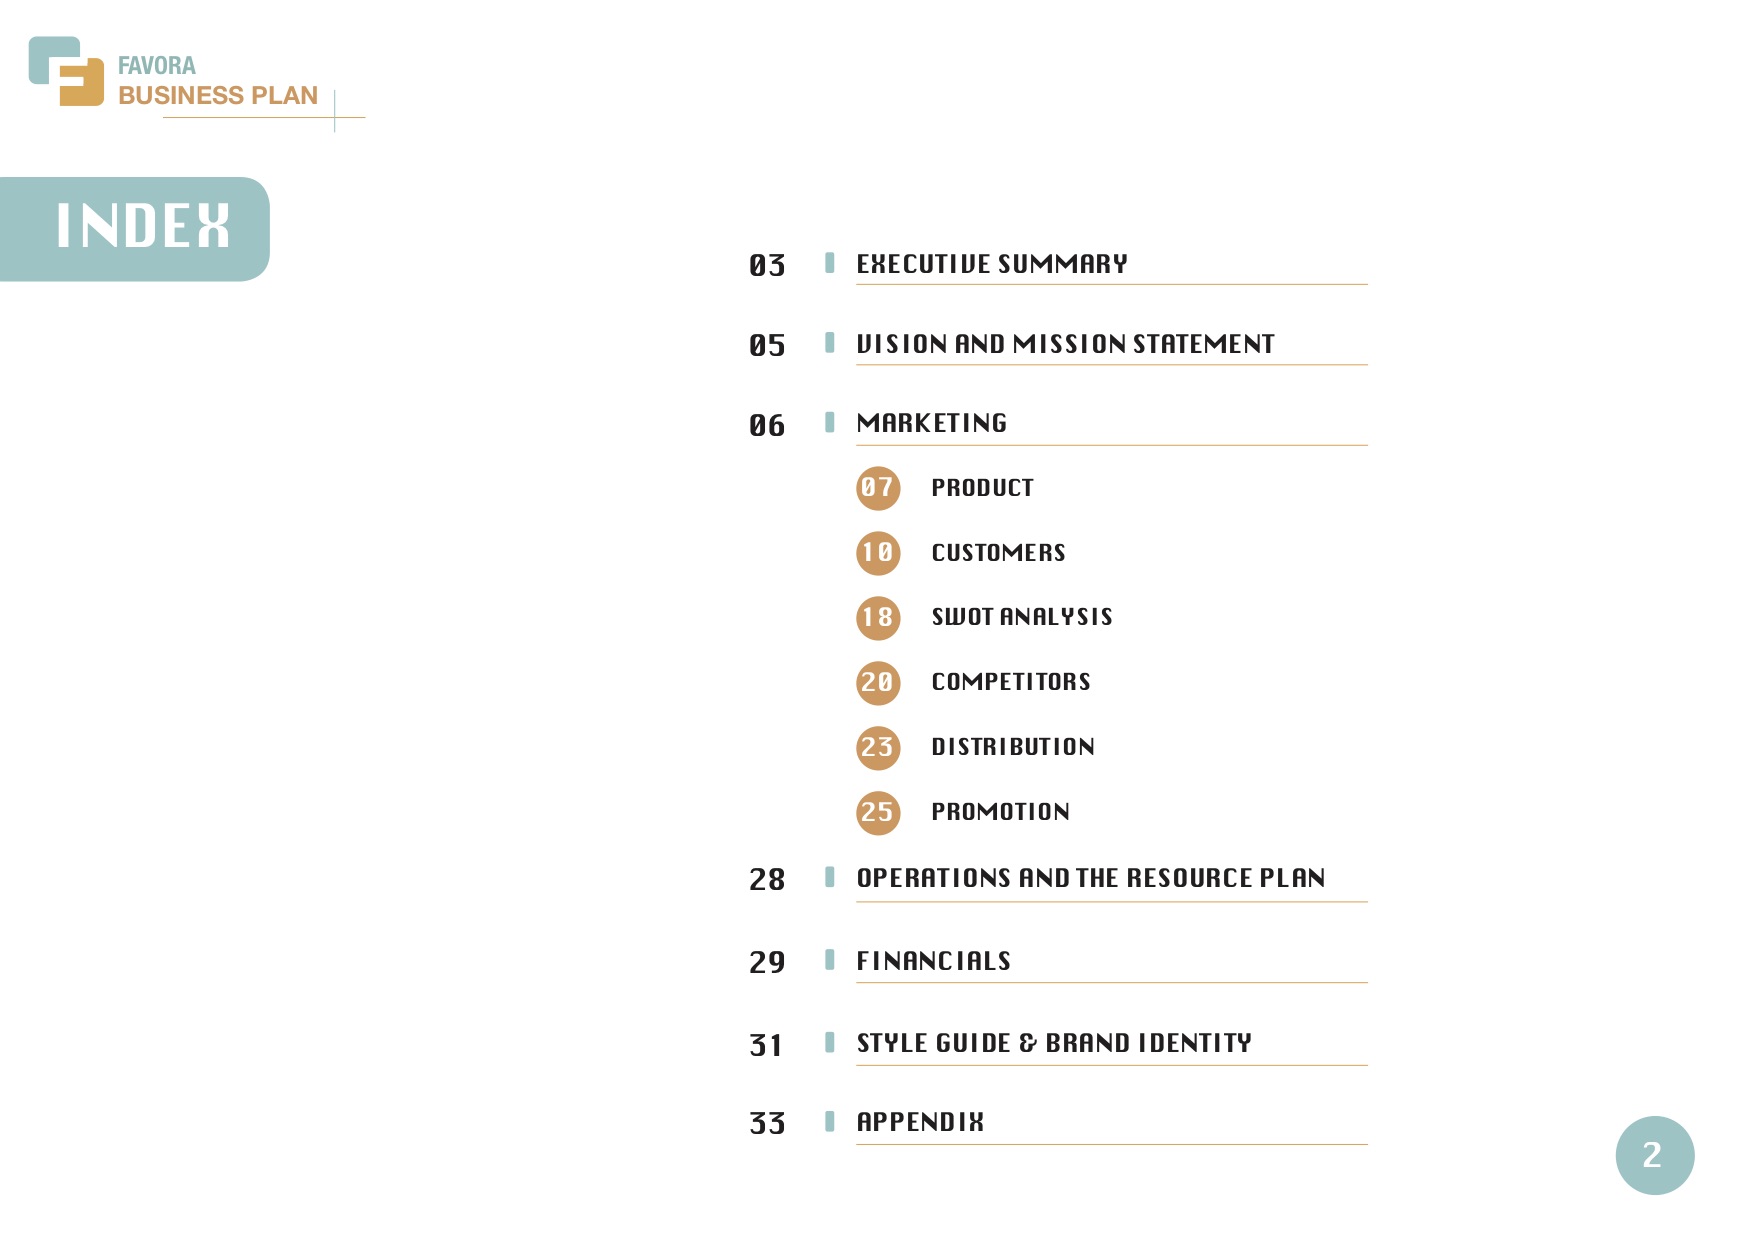 FAVORA
BUSINESS PLAN
INDEX
03 EXECUTIVE SUMMARY
05 VISION AND MISSION STATEMENT
06 MARKETING
07 PRODUCT
10 CUSTOMERS
18 SWOT ANALYSIS
20 COMPETITORS
23 DISTRIBUTION
25 PROMOTION
28 OPERATIONS AND THE RESOURCE PLAN
29 FINANCIALS
31 STYLE GUIDE & BRAND IDENTITY
33 APPENDIX
2